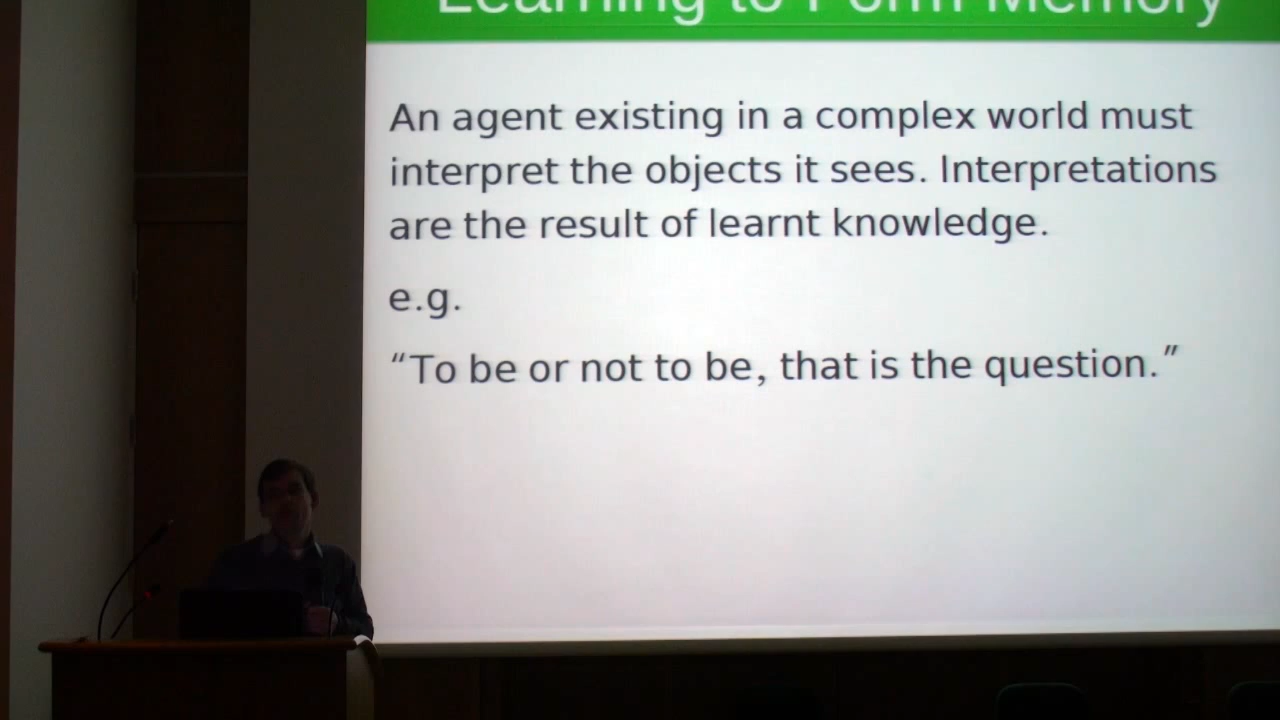 Learning to Form Memory
An agent existing in a complex world must
interpret the objects it sees. Interpretations
are the result of learnt knowledge.
e.g.
“To be or not to be, that is the question.”